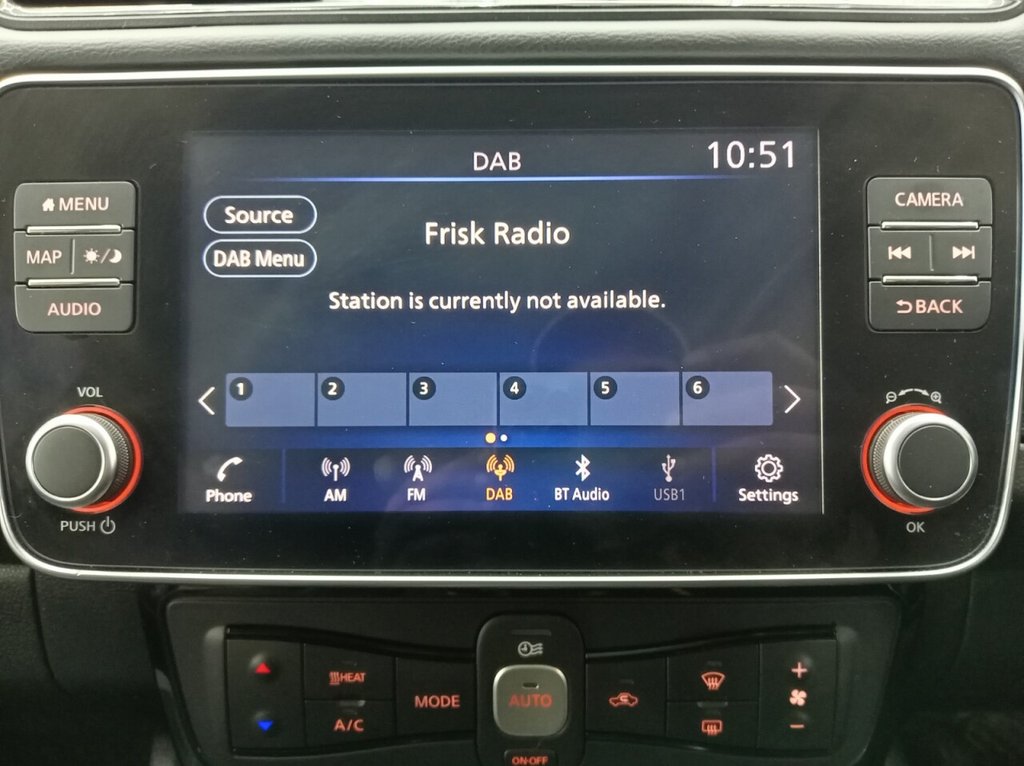 DAB
10:51
Source
DAB Menu
Frisk Radio
Station is currently not available.
1 2 3 4 5 6
Phone AM FM DAB BT Audio USB1 Settings
MENU
MAP
AUDIO
VOL
PUSH
CAMERA
BACK
OK
HEAT
A/C
MODE
AUTO
ON·OFF
+
−